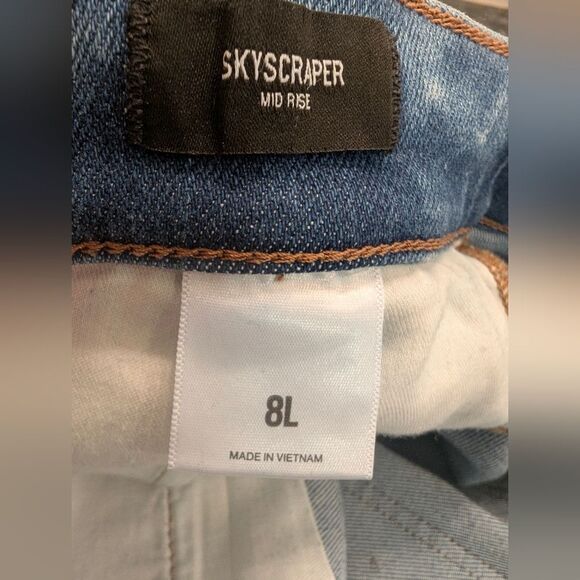 SKYSCRAPER
MID RISE
8L
MADE IN VIETNAM